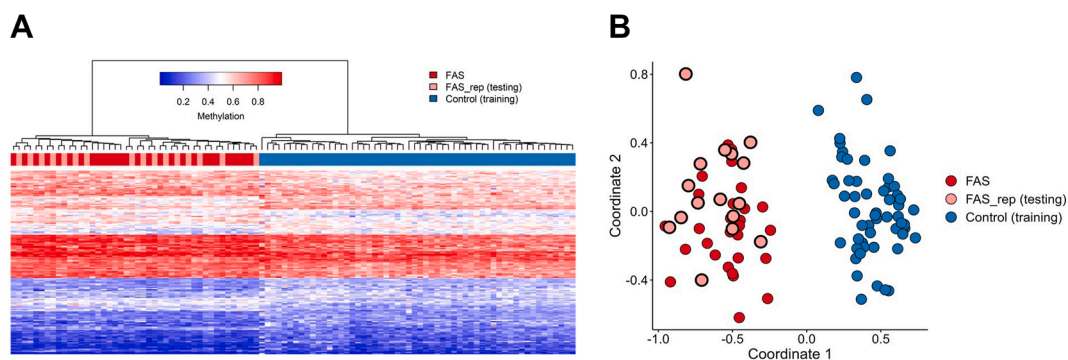 A
0.2 0.4 0.6 0.8
Methylation
FAS
FAS_rep (testing)
Control (training)
B
0.8
0.4
0.0
-0.4
Coordinate 2
-1.0 -0.5 0.0 0.5
Coordinate 1
FAS
FAS_rep (testing)
Control (training)